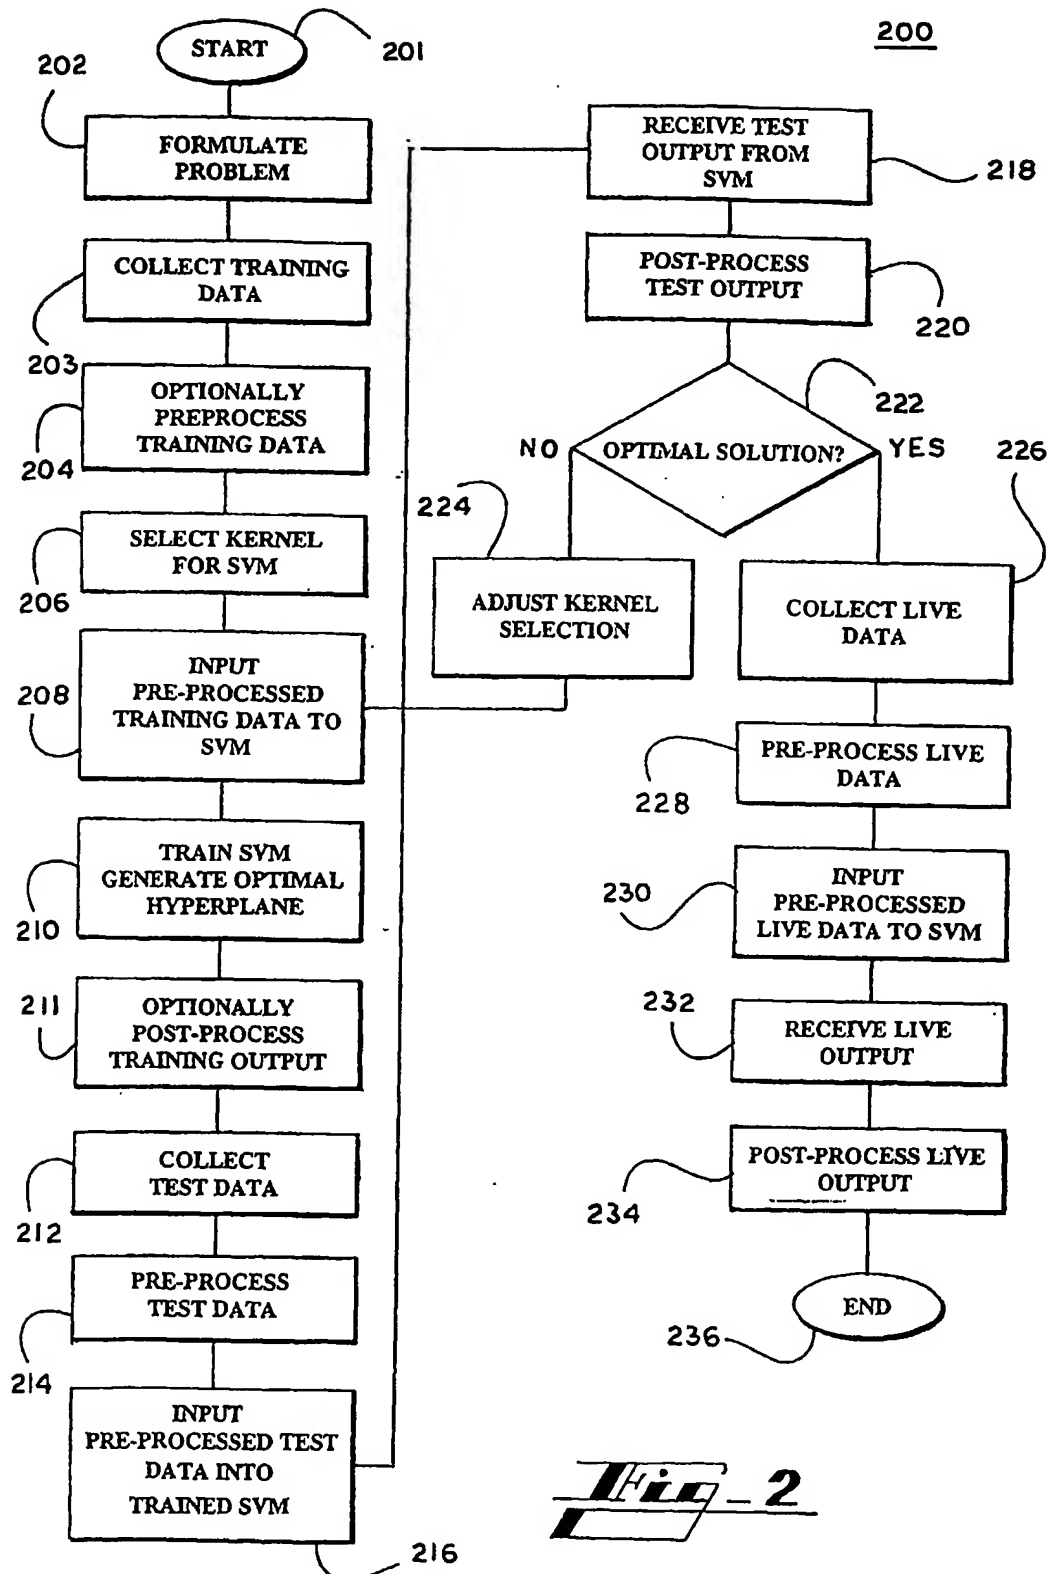 START
201
200
202
FORMULATE
PROBLEM
COLLECT TRAINING
DATA
203
OPTIONALLY
PREPROCESS
TRAINING DATA
204
SELECT KERNEL
FOR SVM
206
INPUT
PRE-PROCESSED
TRAINING DATA TO
SVM
208
TRAIN SVM
GENERATE OPTIMAL
HYPERPLANE
210
211
OPTIONALLY
POST-PROCESS
TRAINING OUTPUT
COLLECT
TEST DATA
212
PRE-PROCESS
TEST DATA
214
INPUT
PRE-PROCESSED TEST
DATA INTO
TRAINED SVM
216
RECEIVE TEST
OUTPUT FROM
SVM
218
POST-PROCESS
TEST OUTPUT
220
222
NO
OPTIMAL SOLUTION?
YES
224
ADJUST KERNEL
SELECTION
226
COLLECT LIVE
DATA
PRE-PROCESS LIVE
DATA
228
INPUT
PRE-PROCESSED
LIVE DATA TO SVM
230
232
RECEIVE LIVE
OUTPUT
POST-PROCESS LIVE
OUTPUT
234
END
236
Fig_2